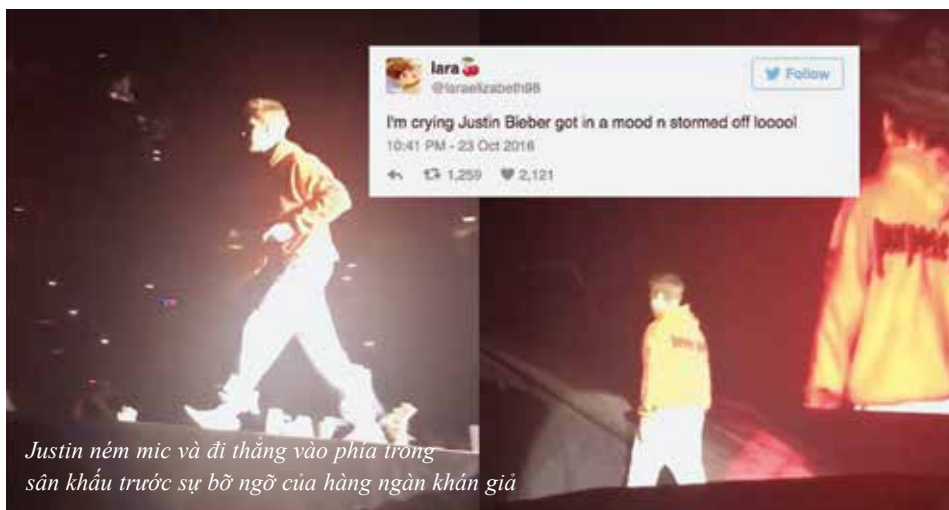 lara🍒
@laraelizabeth98
Follow
I'm crying Justin Bieber got in a mood n stormed off looool
10:41 PM - 23 Oct 2016
1,259 2,121
Justin ném mic và đi thẳng vào phía trong
sân khấu trước sự bỡ ngỡ của hàng ngàn khán giả